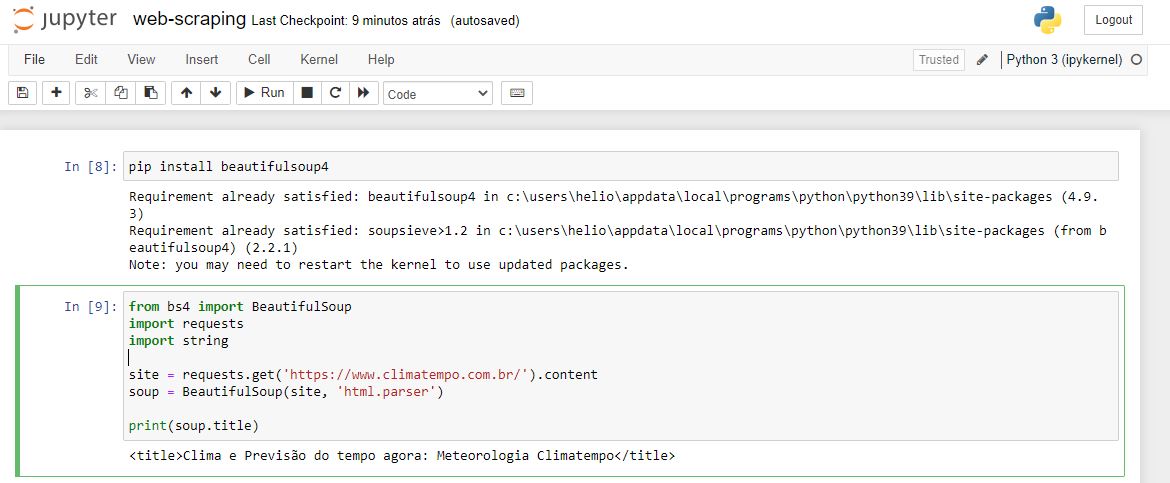 jupyter web-scraping Last Checkpoint: 9 minutos atrás (autosaved) Logout
File Edit View Insert Cell Kernel Help Trusted Python 3 (ipykernel)
Run Code
In [8]: pip install beautifulsoup4
Requirement already satisfied: beautifulsoup4 in c:\users\helio\appdata\local\programs\python\python39\lib\site-packages (4.9.
3)
Requirement already satisfied: soupsieve>1.2 in c:\users\helio\appdata\local\programs\python\python39\lib\site-packages (from b
eautifulsoup4) (2.2.1)
Note: you may need to restart the kernel to use updated packages.
In [9]: from bs4 import BeautifulSoup
import requests
import string
site = requests.get('https://www.climatempo.com.br/').content
soup = BeautifulSoup(site, 'html.parser')
print(soup.title)
<title>Clima e Previsão do tempo agora: Meteorologia Climatempo</title>